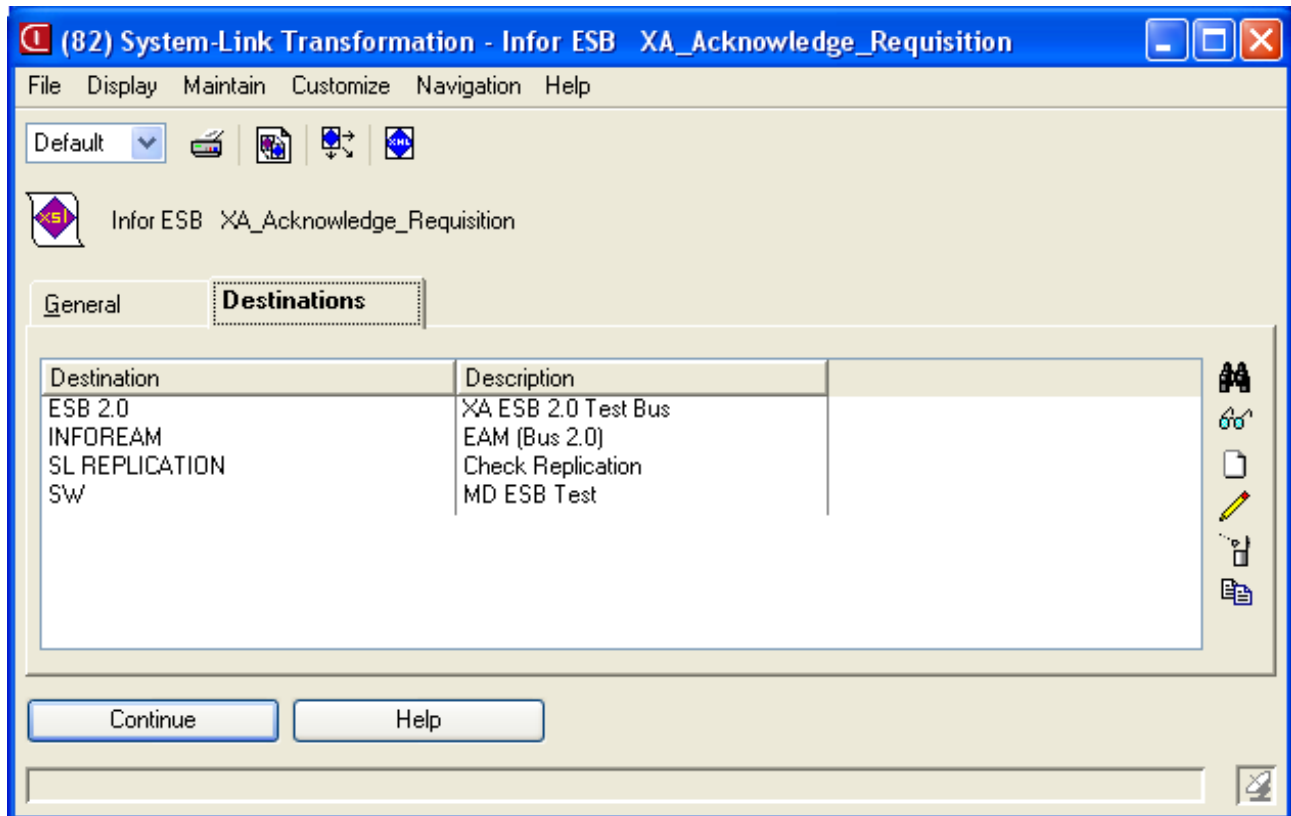 (82) System-Link Transformation - Infor ESB XA_Acknowledge_Requisition
File Display Maintain Customize Navigation Help
Default
XML
xsl Infor ESB XA_Acknowledge_Requisition
General Destinations
Destination Description
ESB 2.0 XA ESB 2.0 Test Bus
INFOREAM EAM (Bus 2.0)
SL REPLICATION Check Replication
SW MD ESB Test
Continue Help